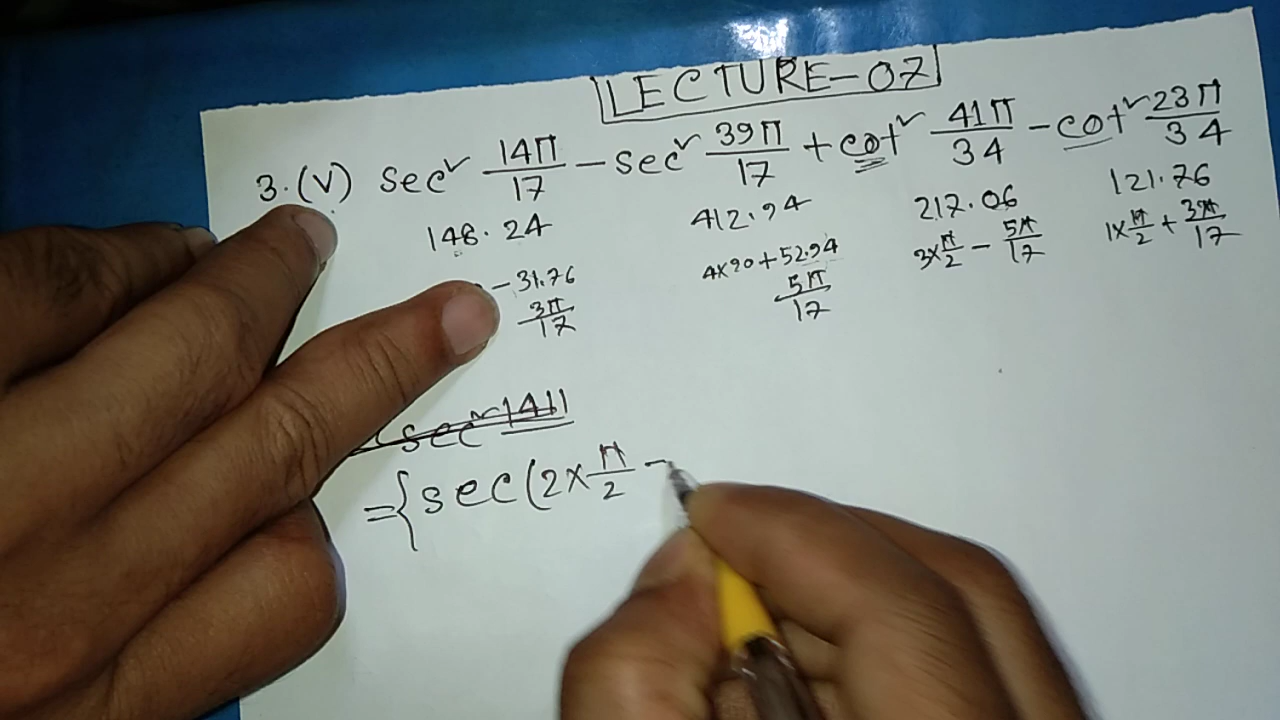 LECTURE-07
3.(V) sec² 14π/17 - sec² 39π/17 + cot² 41π/34 - cot² 23π/34
148.24 412.94 217.06 121.76
-31.76 4×90+52.94 3×π/2 - 5π/17 1×π/2 + 3π/17
3π/17 5π/17
sec² 14π
={sec(2×π/2 -